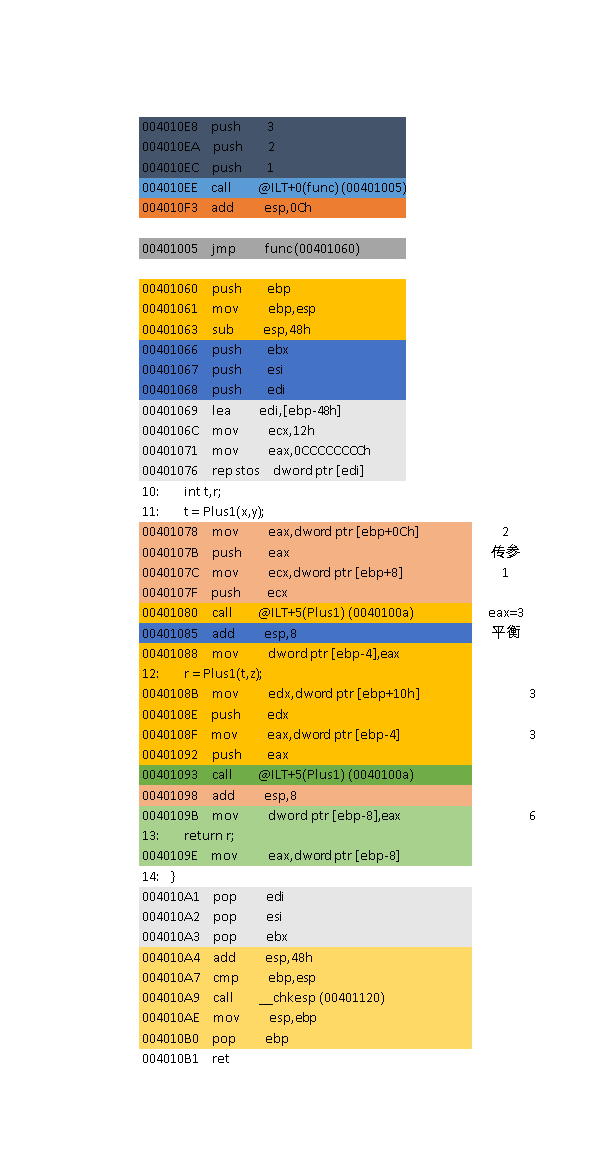 004010E8 push 3
004010EA push 2
004010EC push 1
004010EE call @ILT+0(func) (00401005)
004010F3 add esp,0Ch
00401005 jmp func (00401060)
00401060 push ebp
00401061 mov ebp,esp
00401063 sub esp,48h
00401066 push ebx
00401067 push esi
00401068 push edi
00401069 lea edi,[ebp-48h]
0040106C mov ecx,12h
00401071 mov eax,0CCCCCCCCh
00401076 rep stos dword ptr [edi]
10: int t,r;
11: t = Plus1(x,y);
00401078 mov eax,dword ptr [ebp+0Ch] 2
0040107B push eax 传参
0040107C mov ecx,dword ptr [ebp+8] 1
0040107F push ecx
00401080 call @ILT+5(Plus1) (0040100a) eax=3
00401085 add esp,8 平衡
00401088 mov dword ptr [ebp-4],eax
12: r = Plus1(t,z);
0040108B mov edx,dword ptr [ebp+10h] 3
0040108E push edx
0040108F mov eax,dword ptr [ebp-4] 3
00401092 push eax
00401093 call @ILT+5(Plus1) (0040100a)
00401098 add esp,8
0040109B mov dword ptr [ebp-8],eax 6
13: return r;
0040109E mov eax,dword ptr [ebp-8]
14: }
004010A1 pop edi
004010A2 pop esi
004010A3 pop ebx
004010A4 add esp,48h
004010A7 cmp ebp,esp
004010A9 call __chkesp (00401120)
004010AE mov esp,ebp
004010B0 pop ebp
004010B1 ret